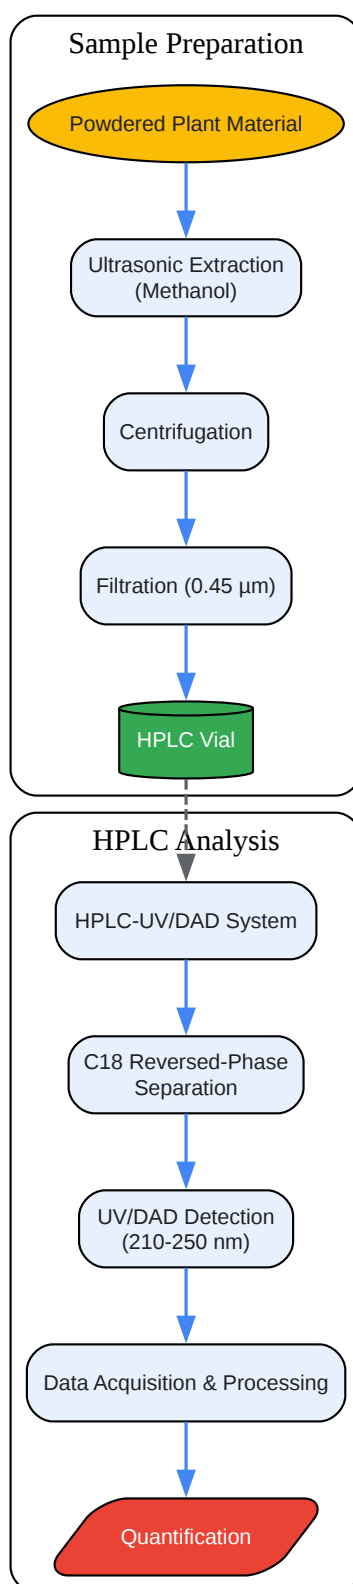 Sample Preparation
Powdered Plant Material
Ultrasonic Extraction
(Methanol)
Centrifugation
Filtration (0.45 µm)
HPLC Vial
HPLC Analysis
HPLC-UV/DAD System
C18 Reversed-Phase
Separation
UV/DAD Detection
(210-250 nm)
Data Acquisition & Processing
Quantification